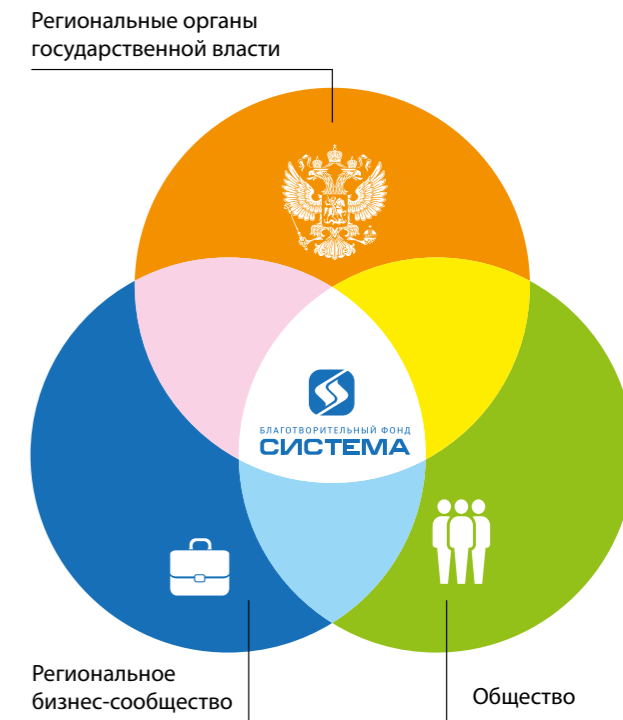 Региональные органы
государственной власти
БЛАГОТВОРИТЕЛЬНЫЙ ФОНД
СИСТЕМА
Региональное
бизнес-сообщество
Общество